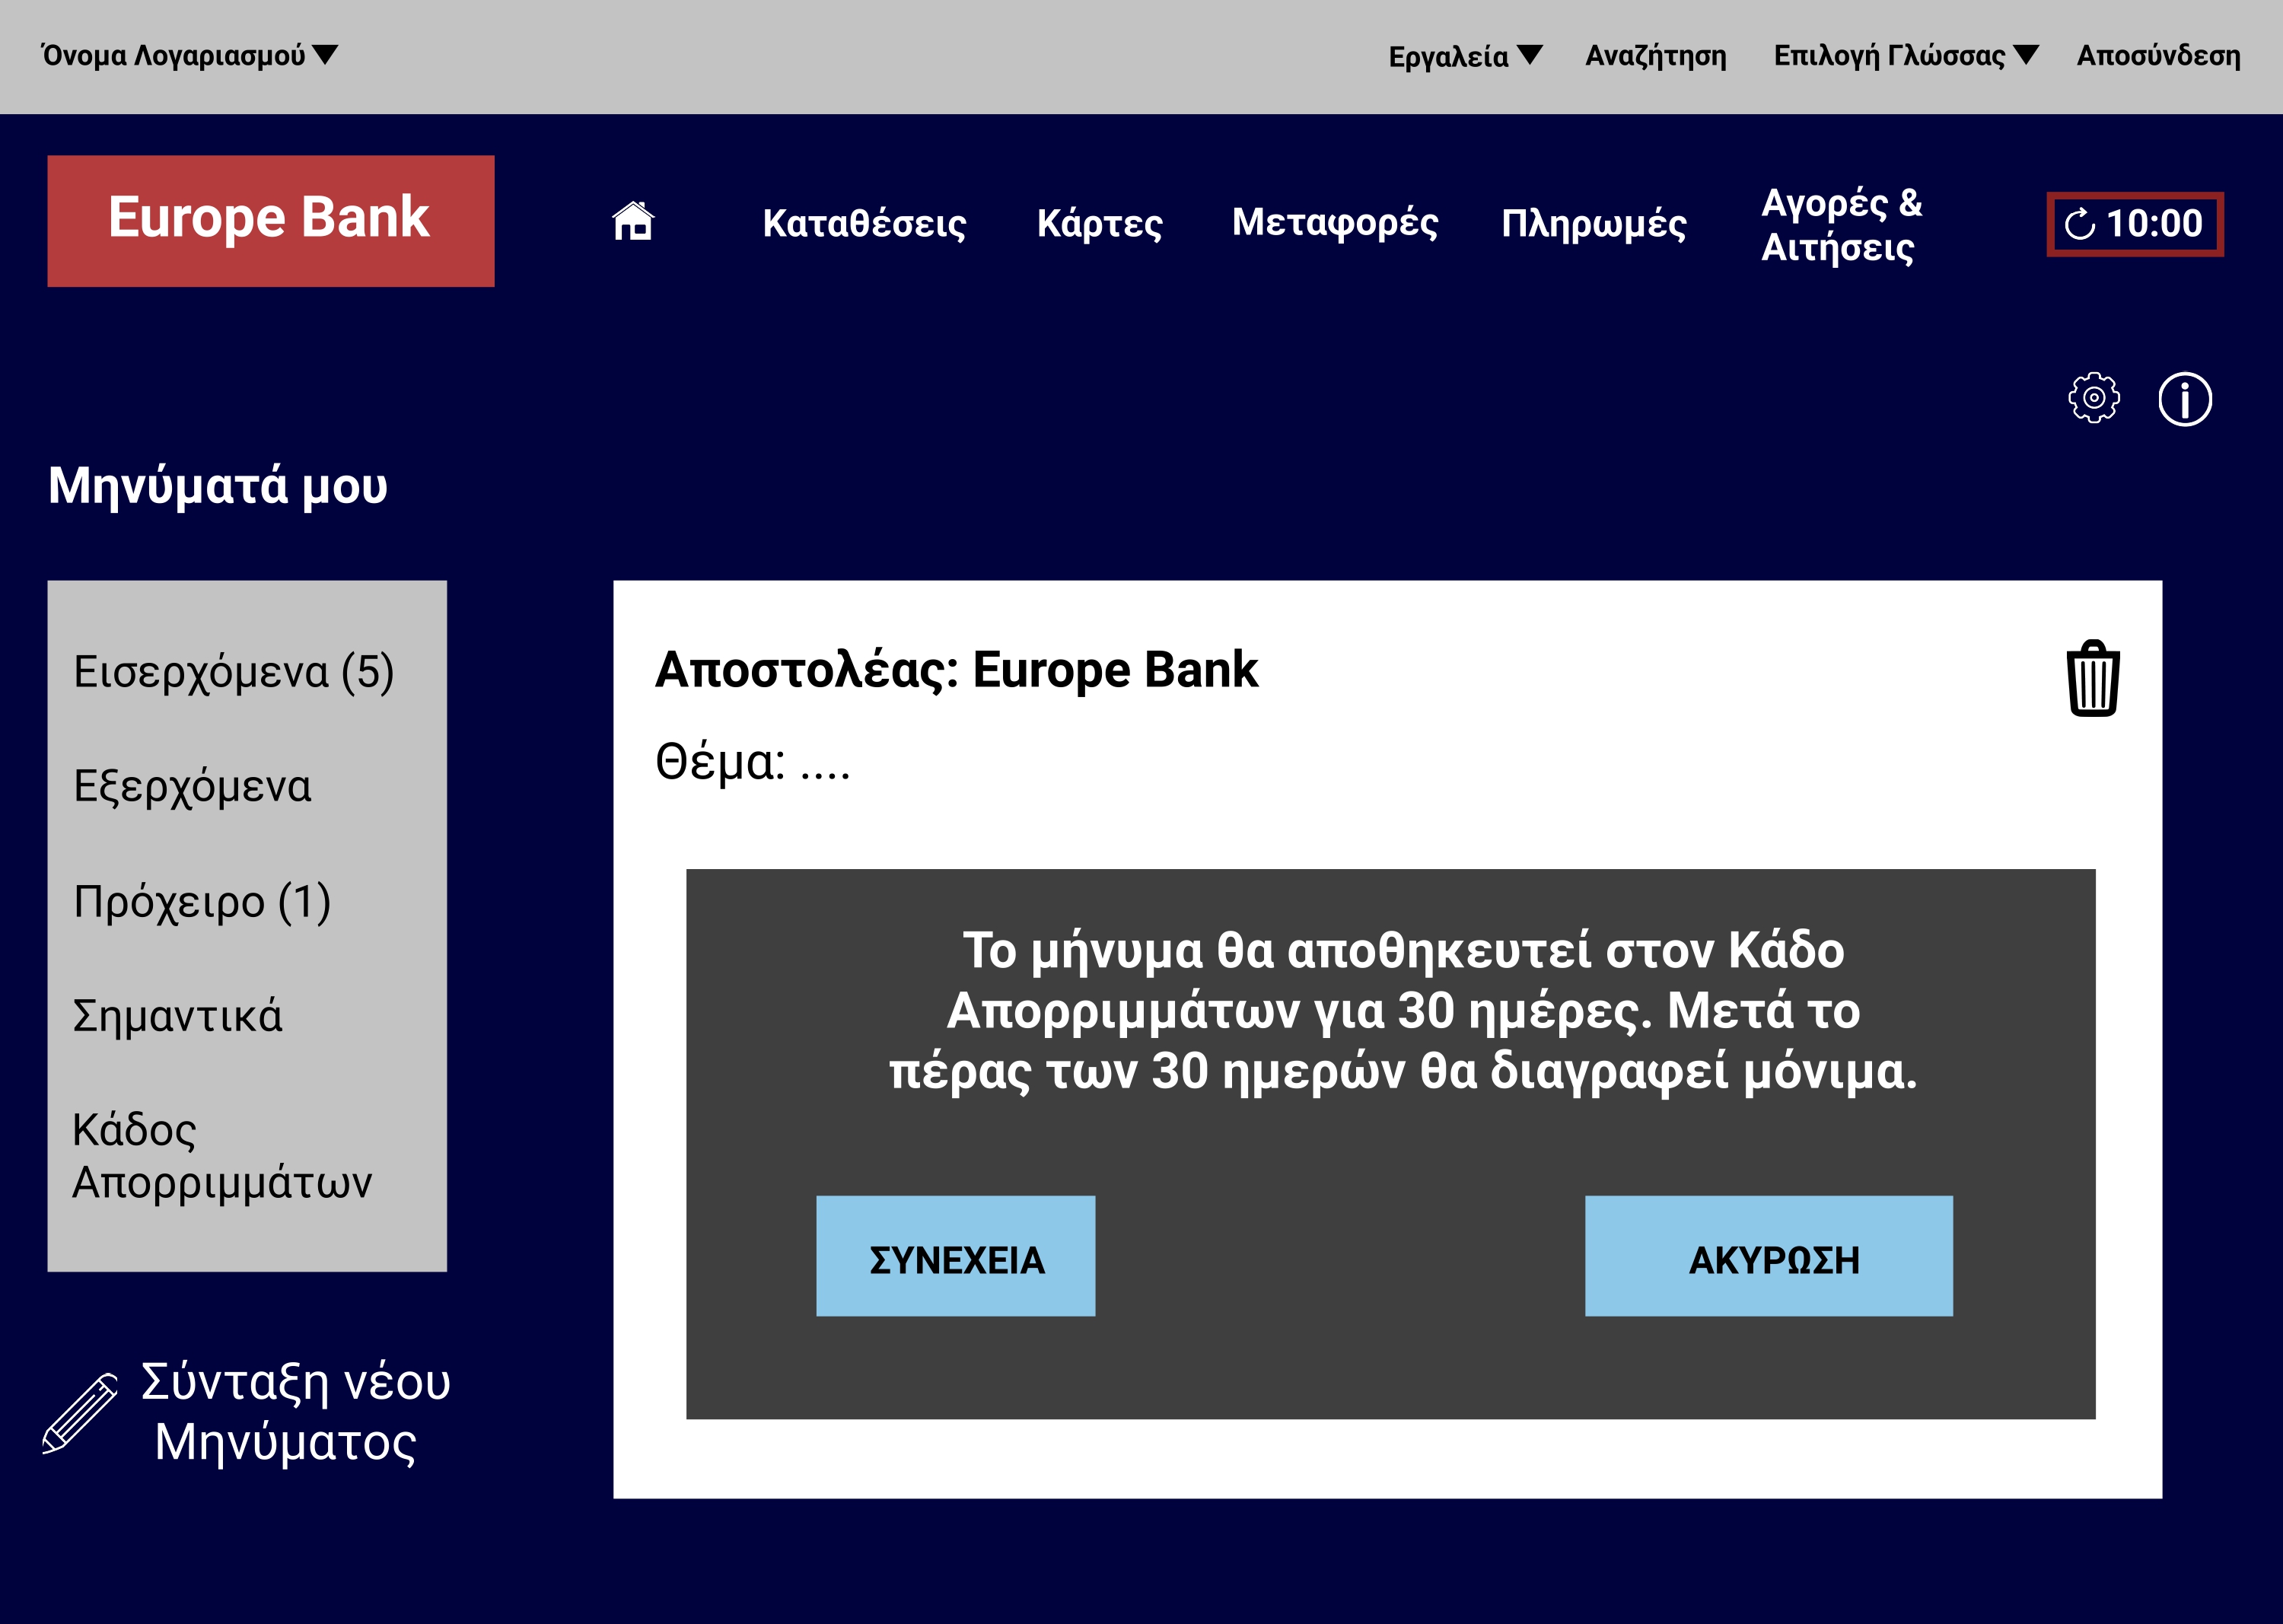 Όνομα Λογαριασμού
Εργαλεία
Αναζήτηση
Επιλογή Γλώσσας
Αποσύνδεση
Europe Bank
Καταθέσεις
Κάρτες
Μεταφορές
Πληρωμές
Αγορές &
Αιτήσεις
10:00
Μηνύματά μου
Εισερχόμενα (5)
Εξερχόμενα
Πρόχειρο (1)
Σημαντικά
Κάδος
Απορριμμάτων
Σύνταξη νέου
Μηνύματος
Αποστολέας: Europe Bank
Θέμα: ....
Το μήνυμα θα αποθηκευτεί στον Κάδο
Απορριμμάτων για 30 ημέρες. Μετά το
πέρας των 30 ημερών θα διαγραφεί μόνιμα.
ΣΥΝΕΧΕΙΑ
ΑΚΥΡΩΣΗ